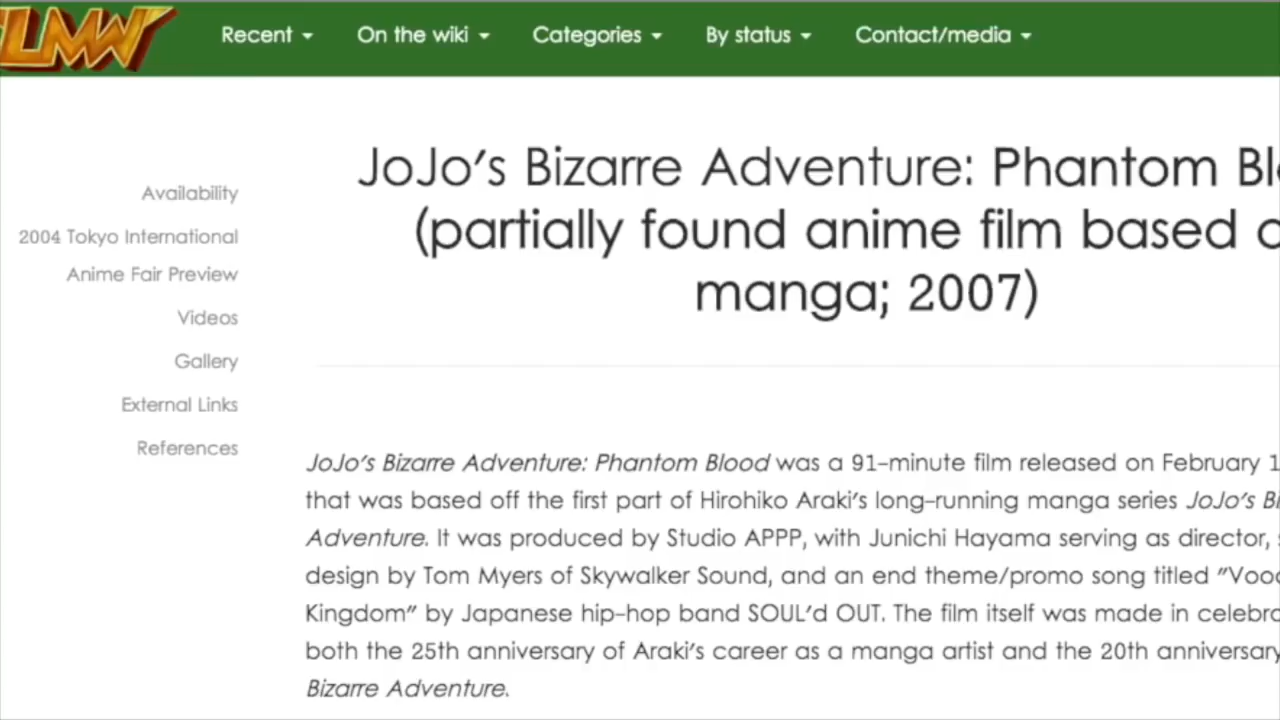 LMW
Recent On the wiki Categories By status Contact/media
JoJo's Bizarre Adventure: Phantom
(partially found anime film based
manga; 2007)
Availability
2004 Tokyo International
Anime Fair Preview
Videos
Gallery
External Links
References
JoJo's Bizarre Adventure: Phantom Blood was a 91-minute film released on February
that was based off the first part of Hirohiko Araki's long-running manga series JoJo's
Adventure. It was produced by Studio APPP, with Junichi Hayama serving as director,
design by Tom Myers of Skywalker Sound, and an end theme/promo song titled
Kingdom" by Japanese hip-hop band SOUL'd OUT. The film itself was made in
both the 25th anniversary of Araki's career as a manga artist and the 20th anniversary
Bizarre Adventure.